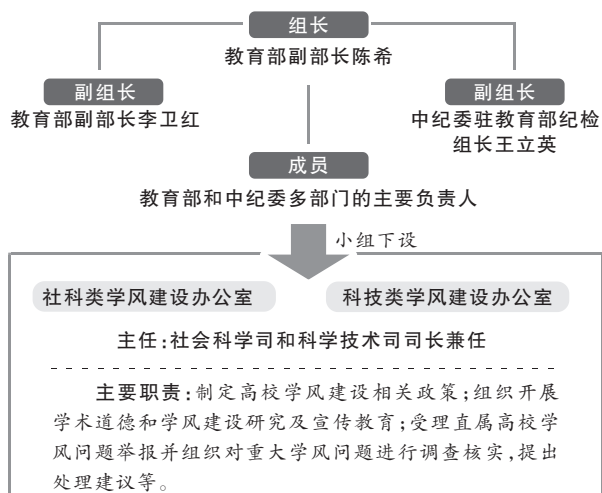 组长
教育部副部长陈希
副组长
教育部副部长李卫红
副组长
中纪委驻教育部纪检
组长王立英
成员
教育部和中纪委多部门的主要负责人
小组下设
社科类学风建设办公室
科技类学风建设办公室
主任:社会科学司和科学技术司司长兼任
主要职责:制定高校学风建设相关政策;组织开展
学术道德和学风建设研究及宣传教育;受理直属高校学
风问题举报并组织对重大学风问题进行调查核实,提出
处理建议等。